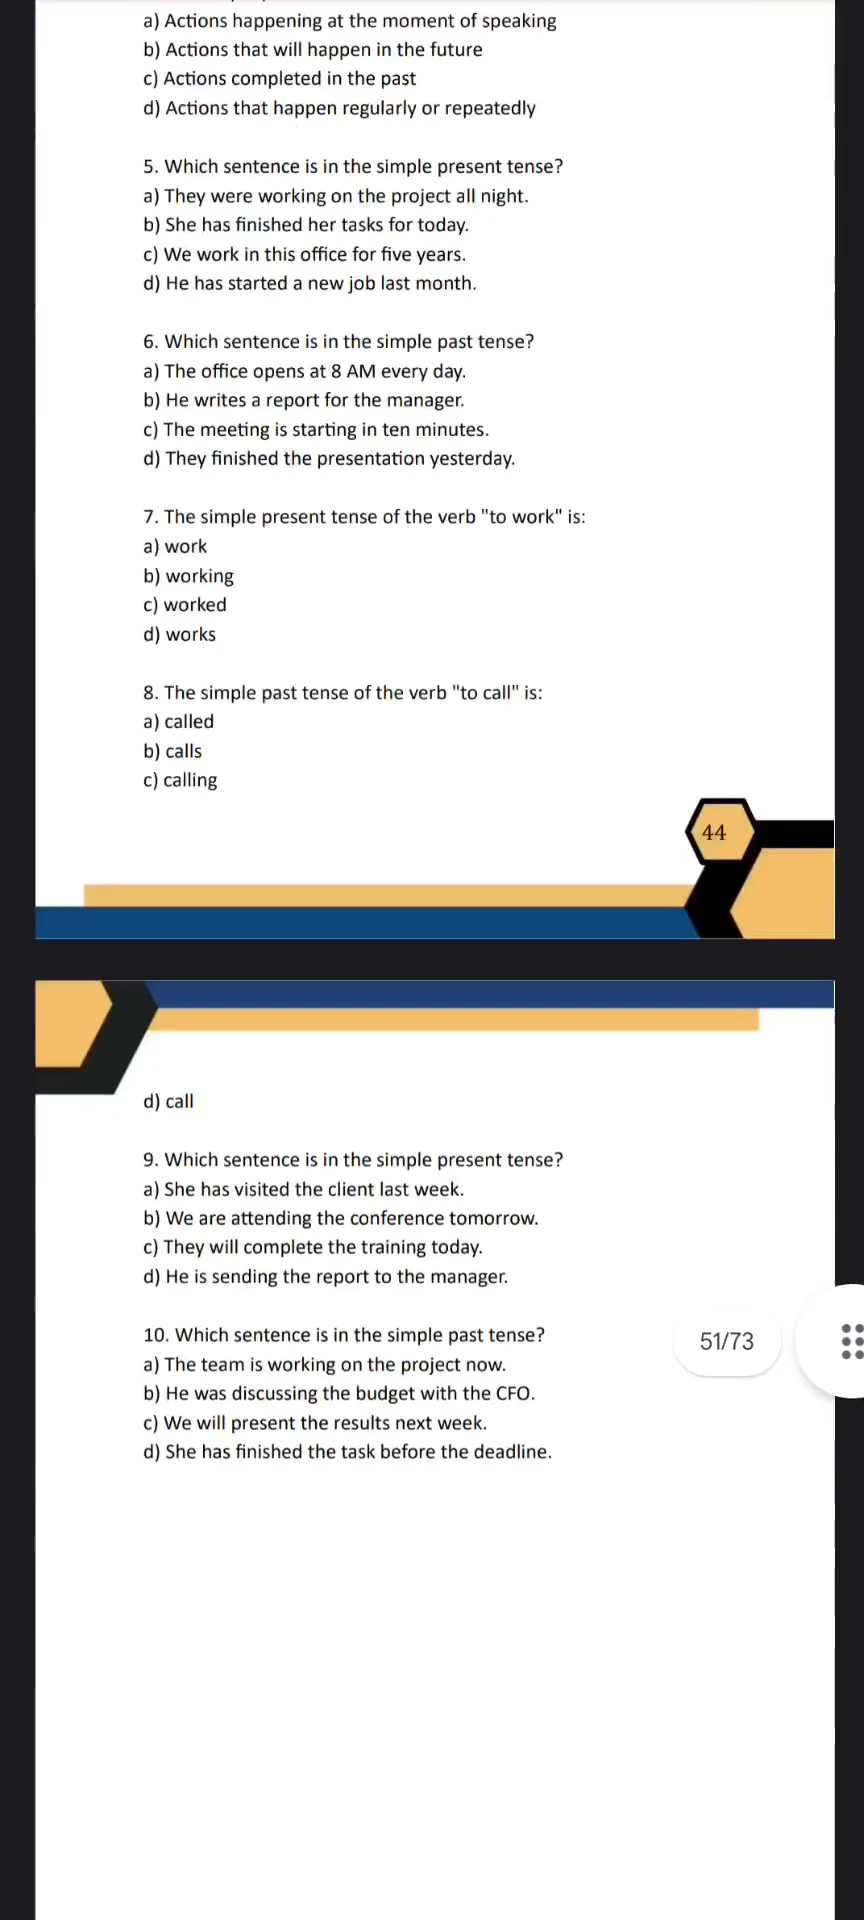 a) Actions happening at the moment of speaking
b) Actions that will happen in the future
c) Actions completed in the past
d) Actions that happen regularly or repeatedly
5. Which sentence is in the simple present tense?
a) They were working on the project all night.
b) She has finished her tasks for today.
c) We work in this office for five years.
d) He has started a new job last month.
6. Which sentence is in the simple past tense?
a) The office opens at 8 AM every day.
b) He writes a report for the manager.
c) The meeting is starting in ten minutes.
d) They finished the presentation yesterday.
7. The simple present tense of the verb "to work" is:
a) work
b) working
c) worked
d) works
8. The simple past tense of the verb "to call" is:
a) called
b) calls
c) calling
44
d) call
9. Which sentence is in the simple present tense?
a) She has visited the client last week.
b) We are attending the conference tomorrow.
c) They will complete the training today.
d) He is sending the report to the manager.
10. Which sentence is in the simple past tense?
51/73
a) The team is working on the project now.
b) He was discussing the budget with the CFO.
c) We will present the results next week.
d) She has finished the task before the deadline.